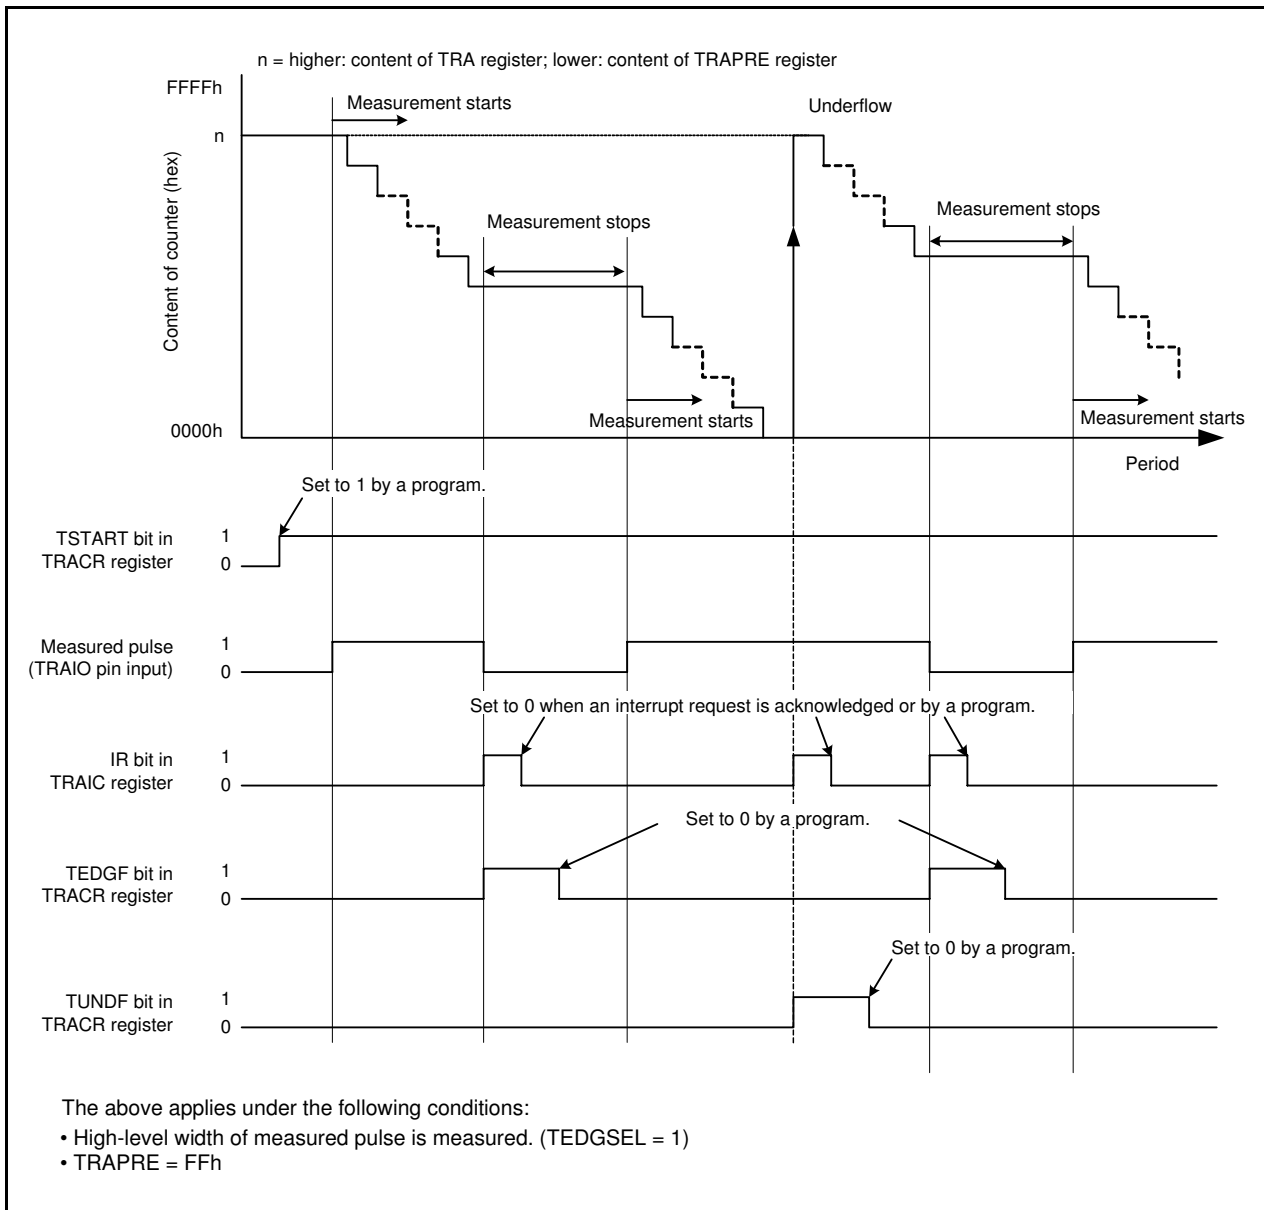 n = higher: content of TRA register; lower: content of TRAPRE register
FFFFh
Measurement starts
Underflow
n
Content of counter (hex)
Measurement stops
Measurement stops
Measurement starts
Measurement starts
0000h
Period
Set to 1 by a program.
TSTART bit in
TRACR register
1
0
Measured pulse
(TRAIO pin input)
1
0
Set to 0 when an interrupt request is acknowledged or by a program.
IR bit in
TRAIC register
1
0
Set to 0 by a program.
TEDGF bit in
TRACR register
1
0
Set to 0 by a program.
TUNDF bit in
TRACR register
1
0
The above applies under the following conditions:
• High-level width of measured pulse is measured. (TEDGSEL = 1)
• TRAPRE = FFh